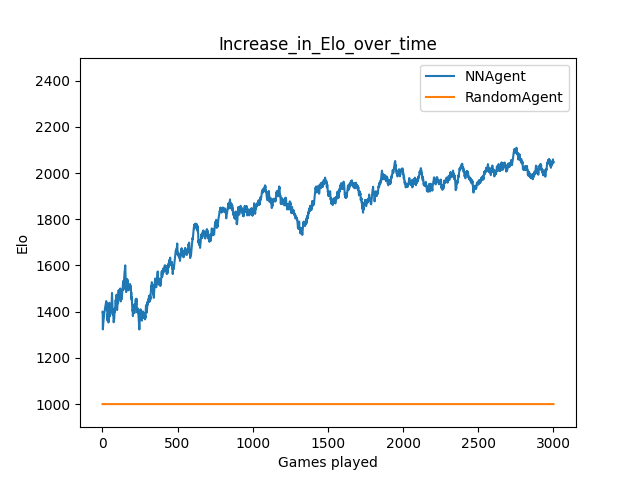 Increase_in_Elo_over_time
NNAgent
RandomAgent
Elo
2400
2200
2000
1800
1600
1400
1200
1000
0 500 1000 1500 2000 2500 3000
Games played